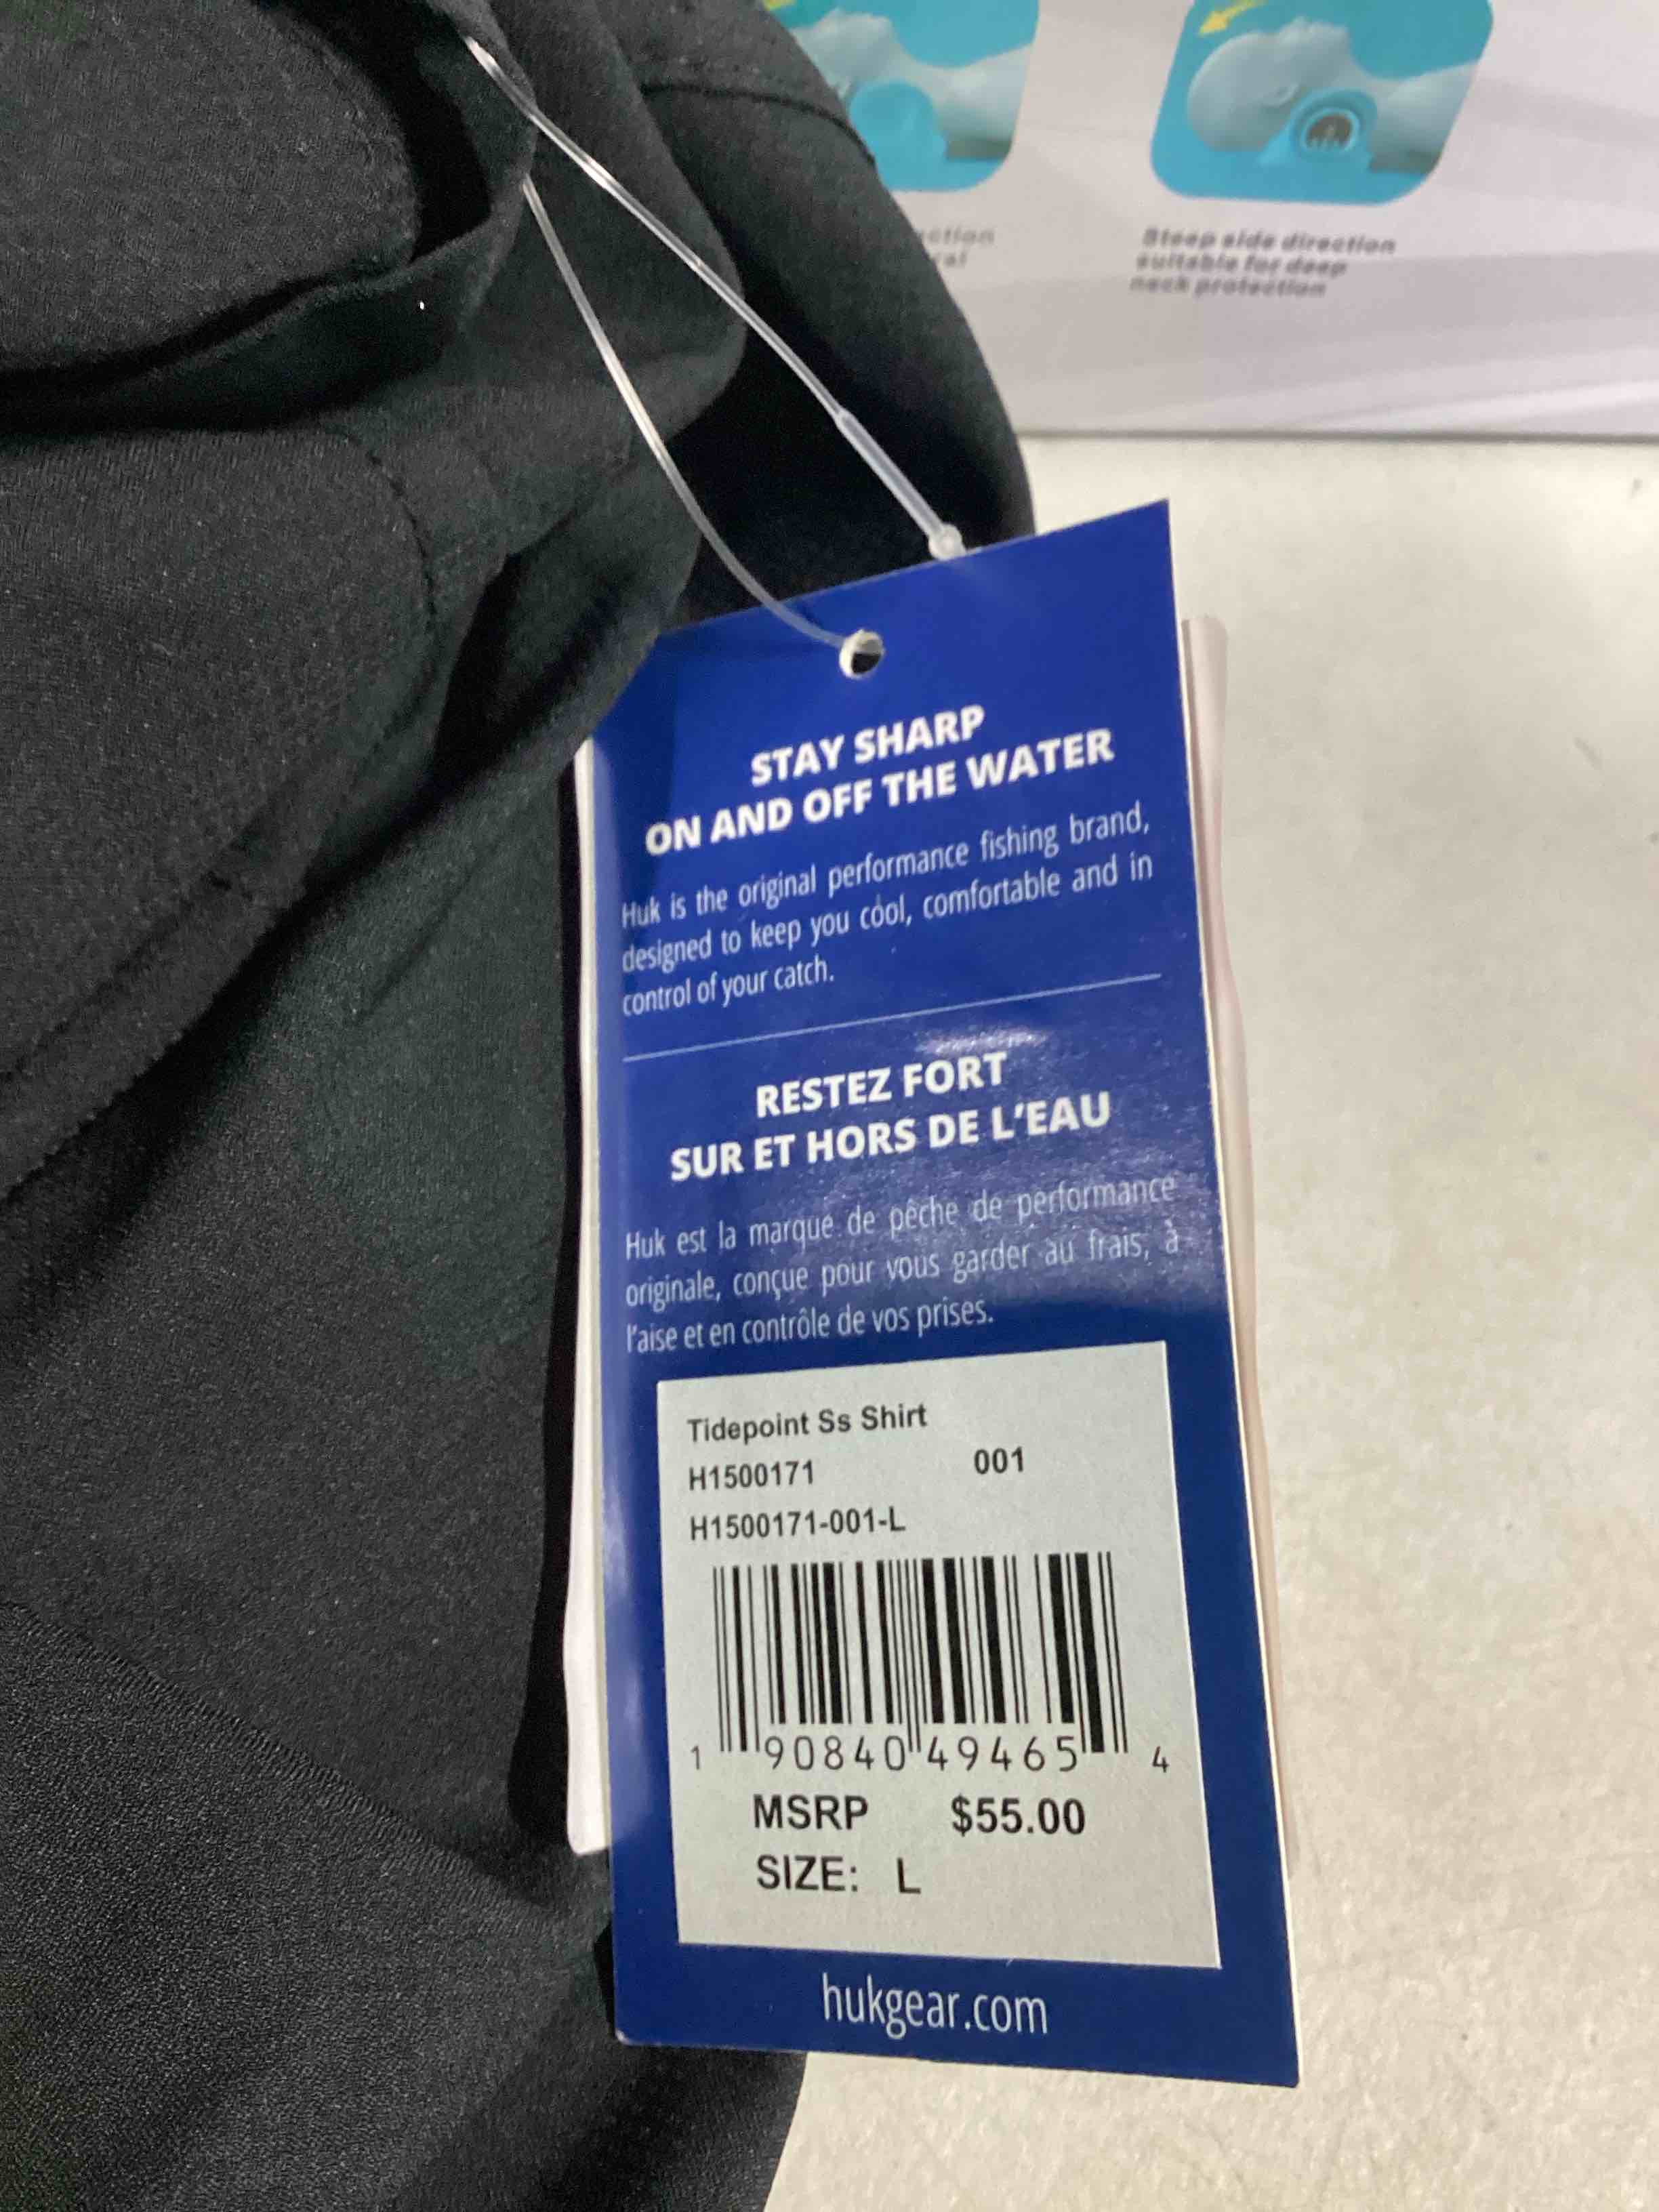 ction
ral
Steep side direction
suitable for deep
neck protection
STAY SHARP
ON AND OFF THE WATER
Huk is the original performance fishing brand,
designed to keep you cool, comfortable and in
control of your catch.
RESTEZ FORT
SUR ET HORS DE L'EAU
Huk est la marque de pêche de performance
originale, conçue pour vous garder au frais, à
l'aise et en contrôle de vos prises.
Tidepoint Ss Shirt
H1500171 001
H1500171-001-L
1 90840 49465 4
MSRP $55.00
SIZE: L
hukgear.com